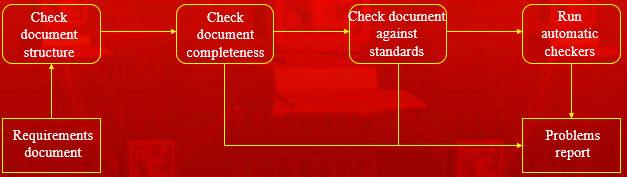 Check
document
structure
Check
document
completeness
Check document
against
standards
Run
automatic
checkers
Requirements
document
Problems
report